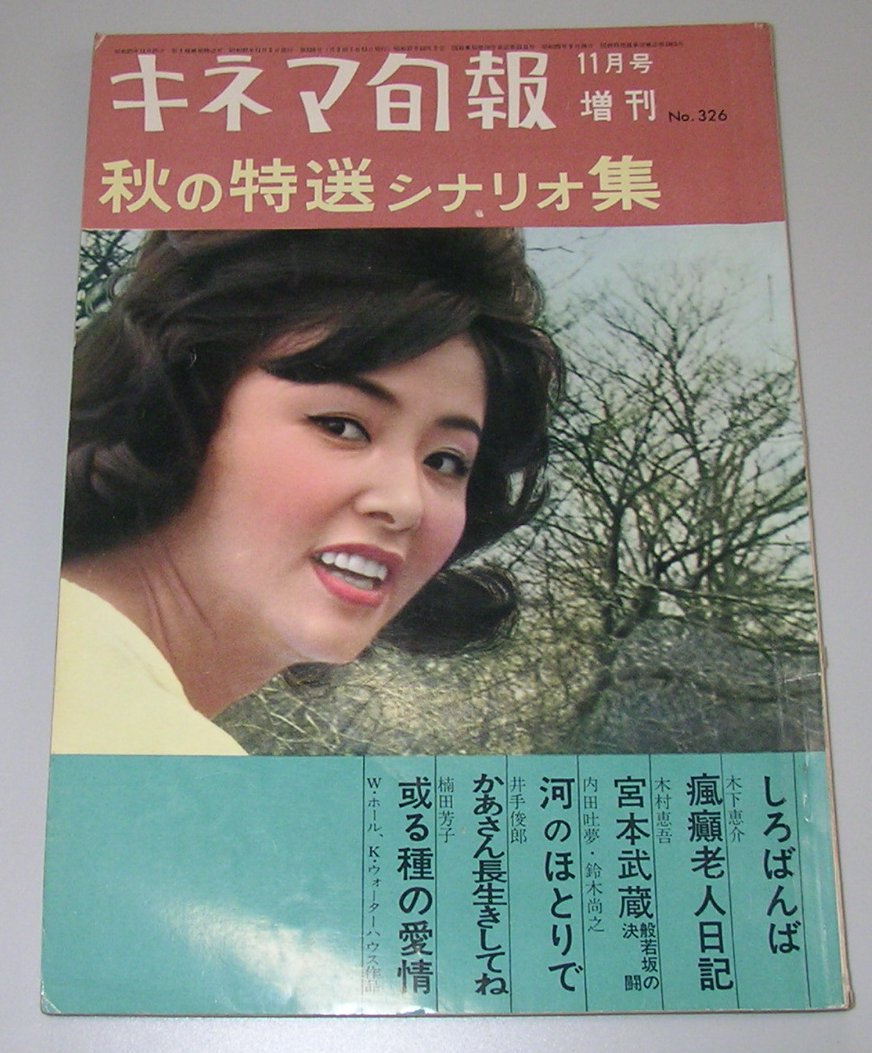 キネマ旬報
11月号
増刊
No.326
秋の特選シナリオ集
しろばんば
木下恵介
瘋癲老人日記
木村恵吾
宮本武蔵 般若坂の決闘
内田吐夢・鈴木尚之
河のほとりで
井手俊郎
かあさん長生きしてね
楠田芳子
或る種の愛情
W・ホール、K・ウォーターハウス作品